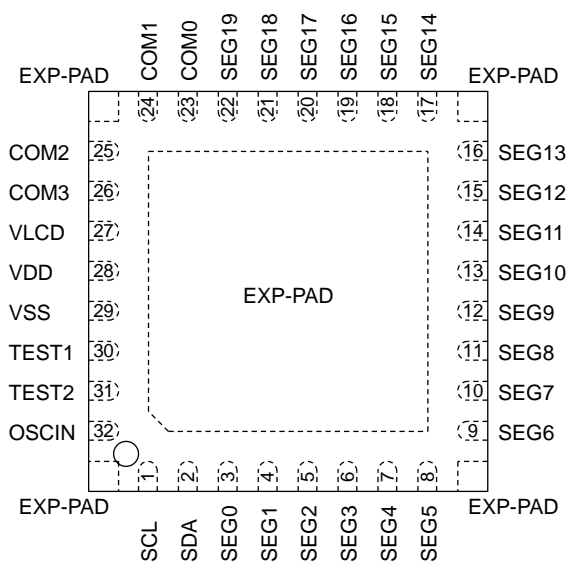 COM1 COM0 SEG19 SEG18 SEG17 SEG16 SEG15 SEG14
EXP-PAD EXP-PAD
24 23 22 21 20 19 18 17
COM2 25 16 SEG13
COM3 26 15 SEG12
VLCD 27 14 SEG11
VDD 28 13 SEG10
EXP-PAD
VSS 29 12 SEG9
TEST1 30 11 SEG8
TEST2 31 10 SEG7
OSCIN 32 9 SEG6
1 2 3 4 5 6 7 8
EXP-PAD EXP-PAD
SCL SDA SEG0 SEG1 SEG2 SEG3 SEG4 SEG5